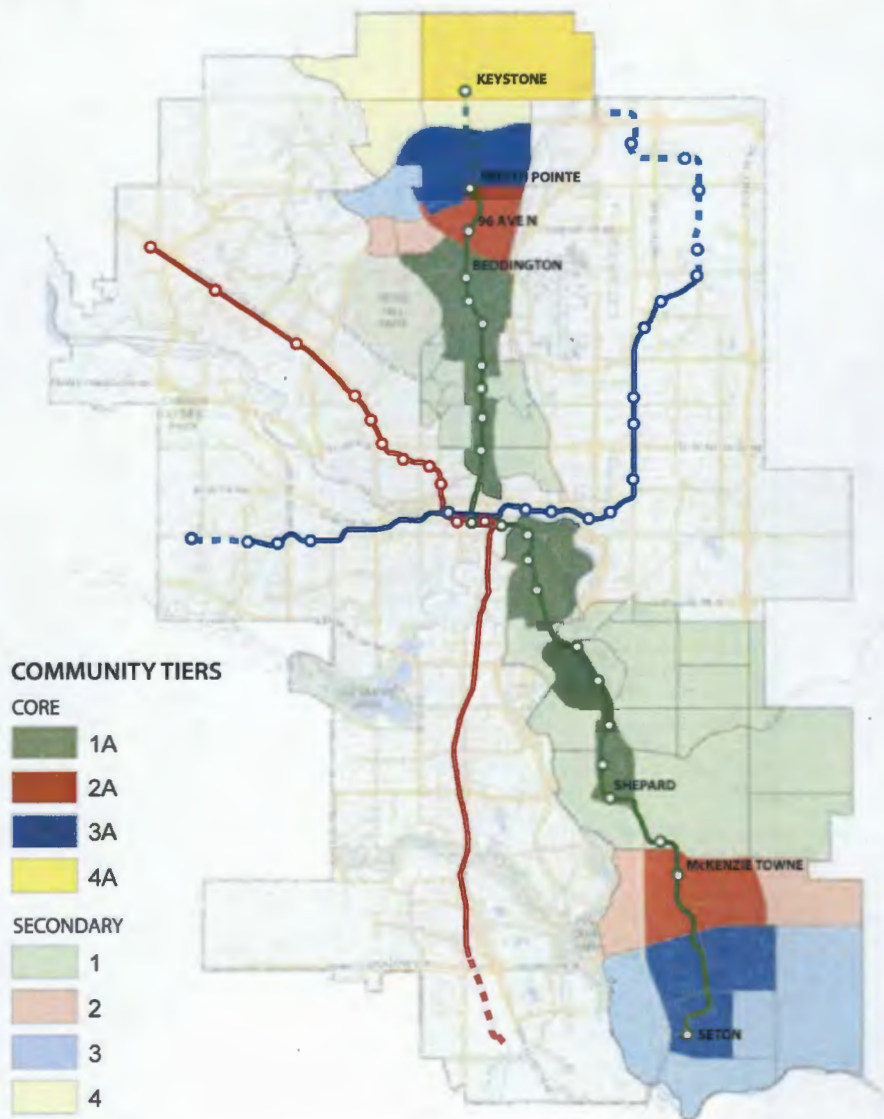 KEYSTONE
POINTE
96 AVE N
BEDDINGTON
SHEPARD
McKENZIE TOWNE
SETON
COMMUNITY TIERS
CORE
1A
2A
3A
4A
SECONDARY
1
2
3
4